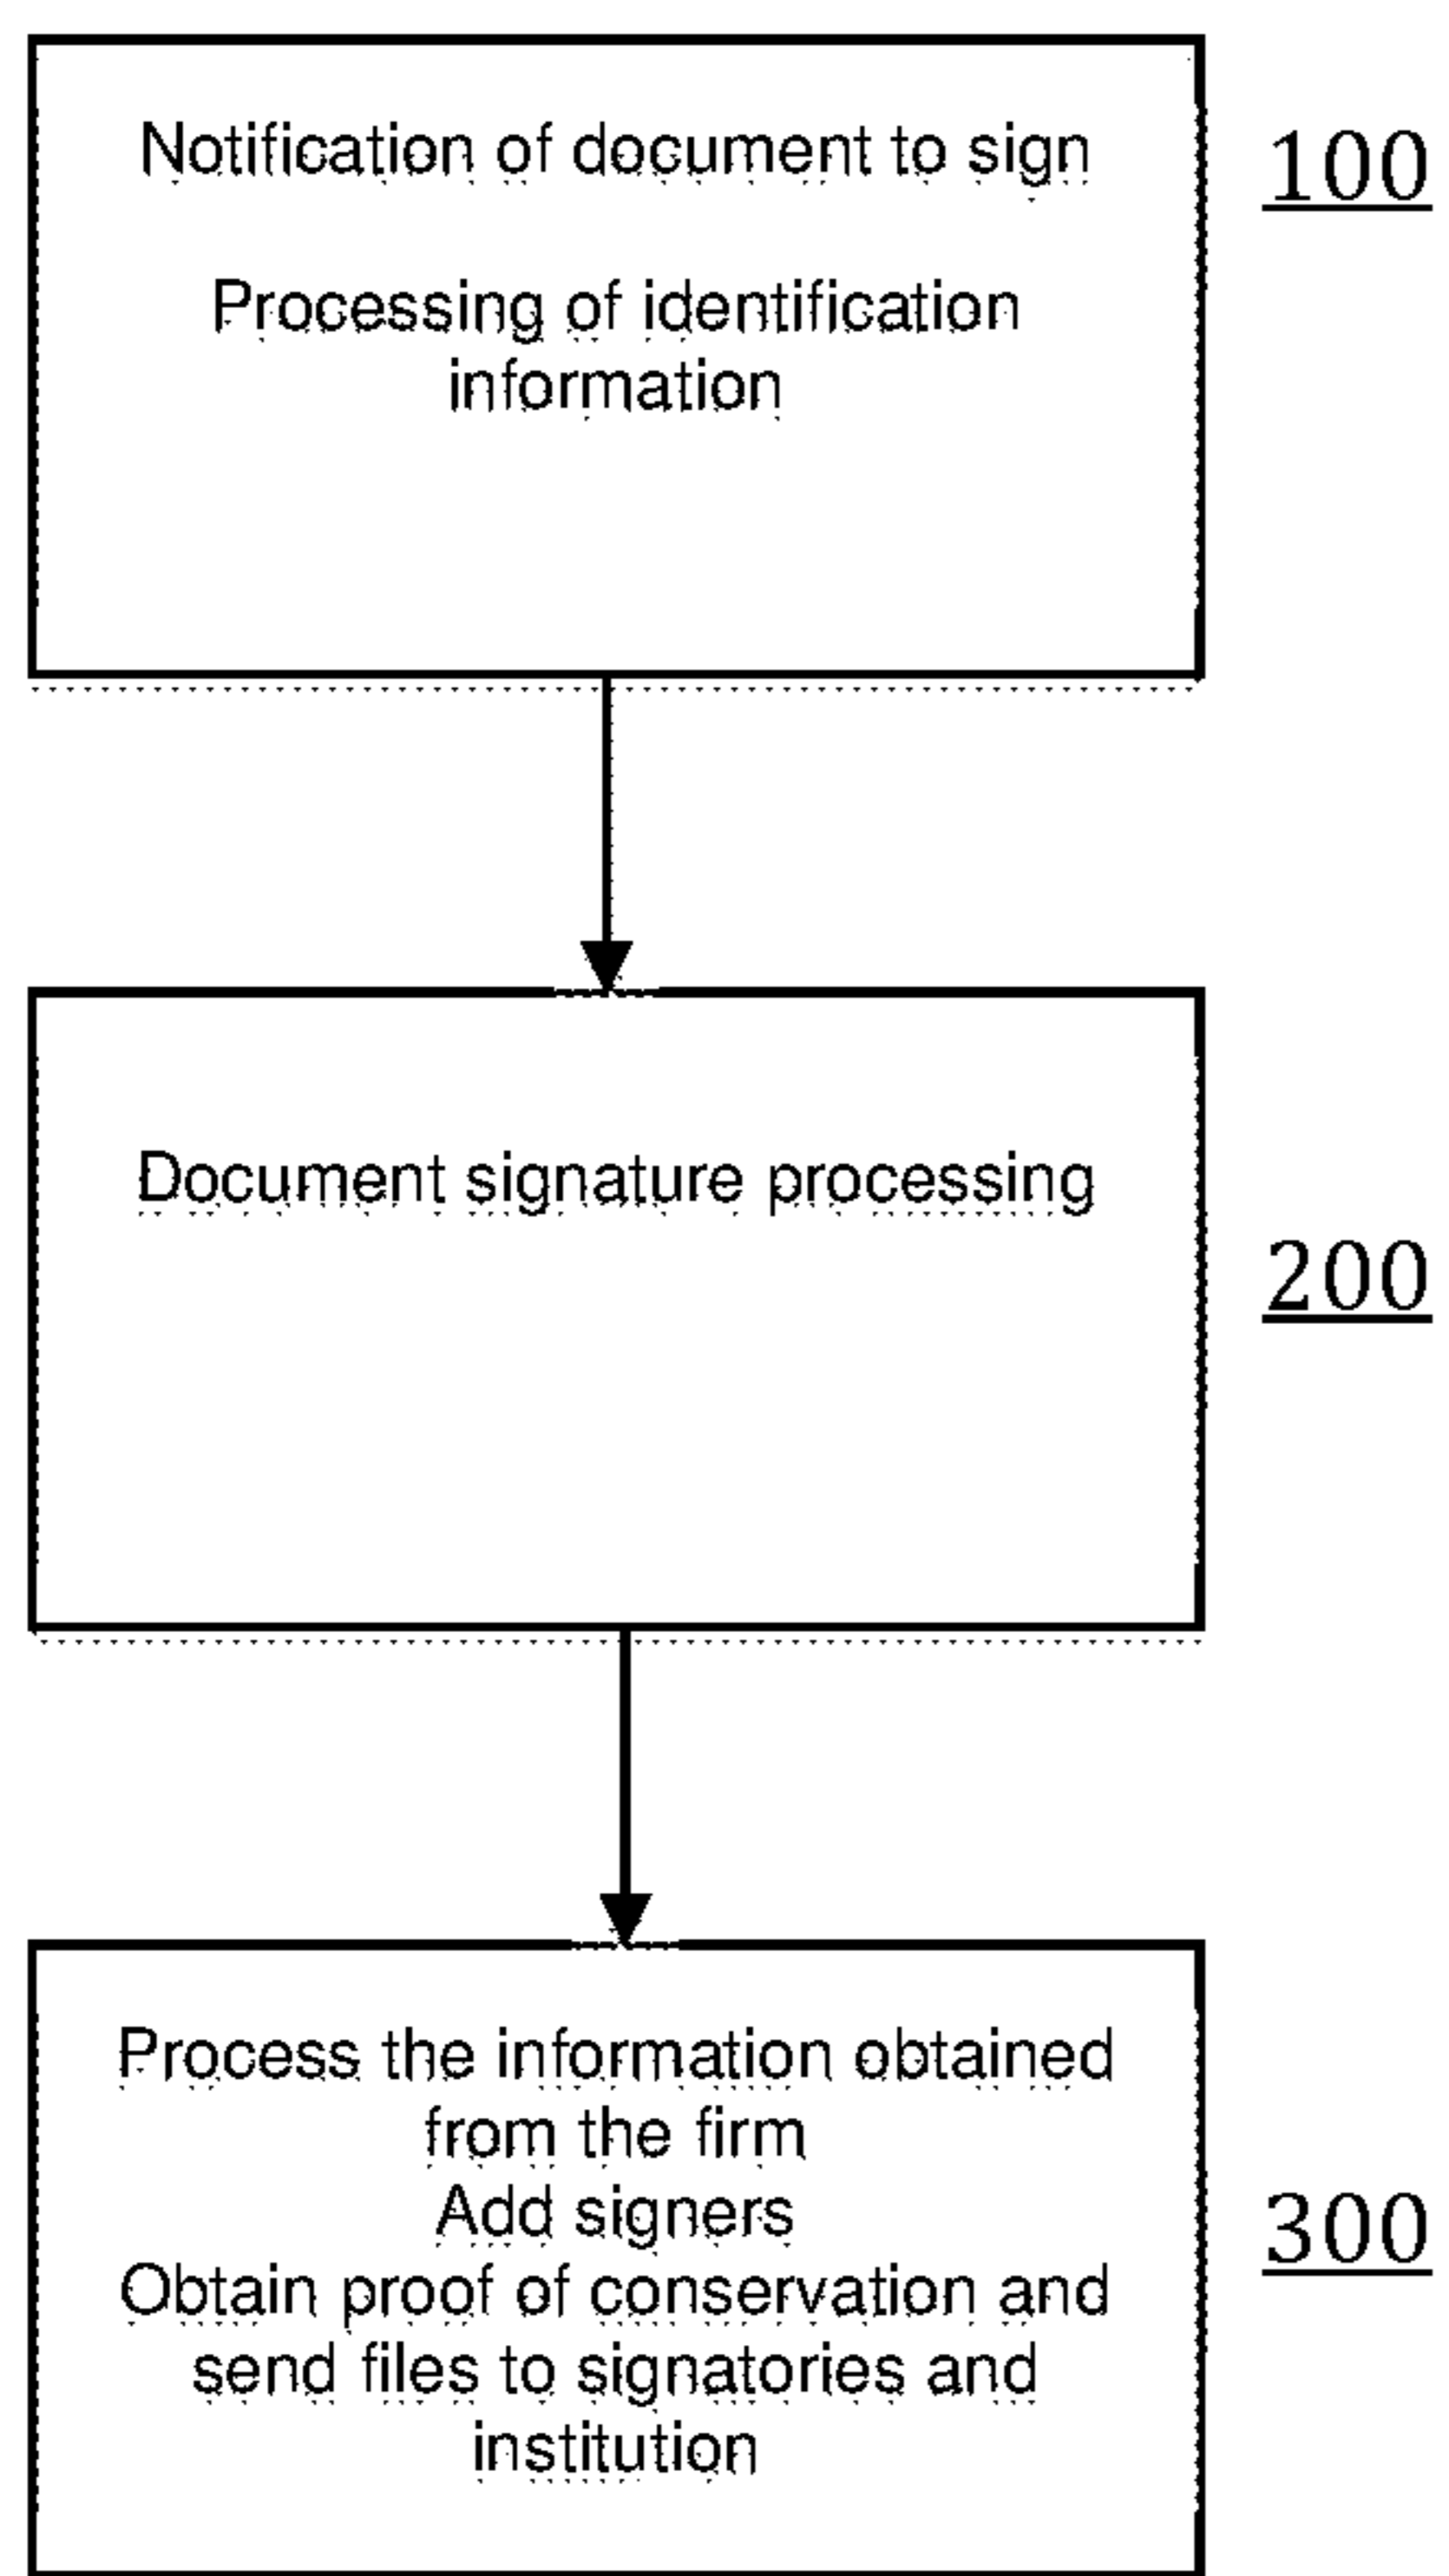 Notification of document to sign
100
Processing of identification
information
Document signature processing
200
Process the information obtained
from the firm
Add signers
300
Obtain proof of conservation and
send files to signatories and
institution